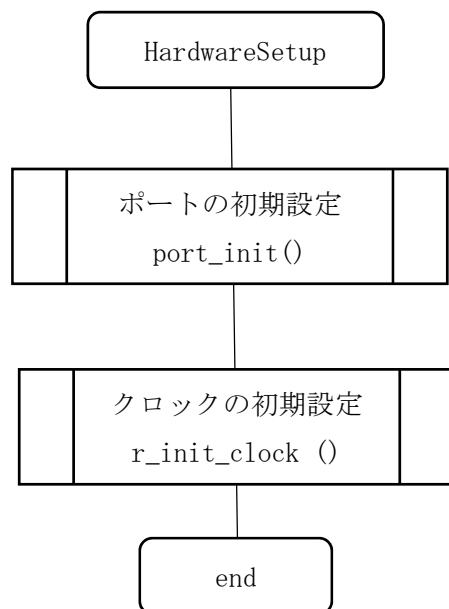 HardwareSetup
ポートの初期設定
port_init()
クロックの初期設定
r_init_clock ()
end